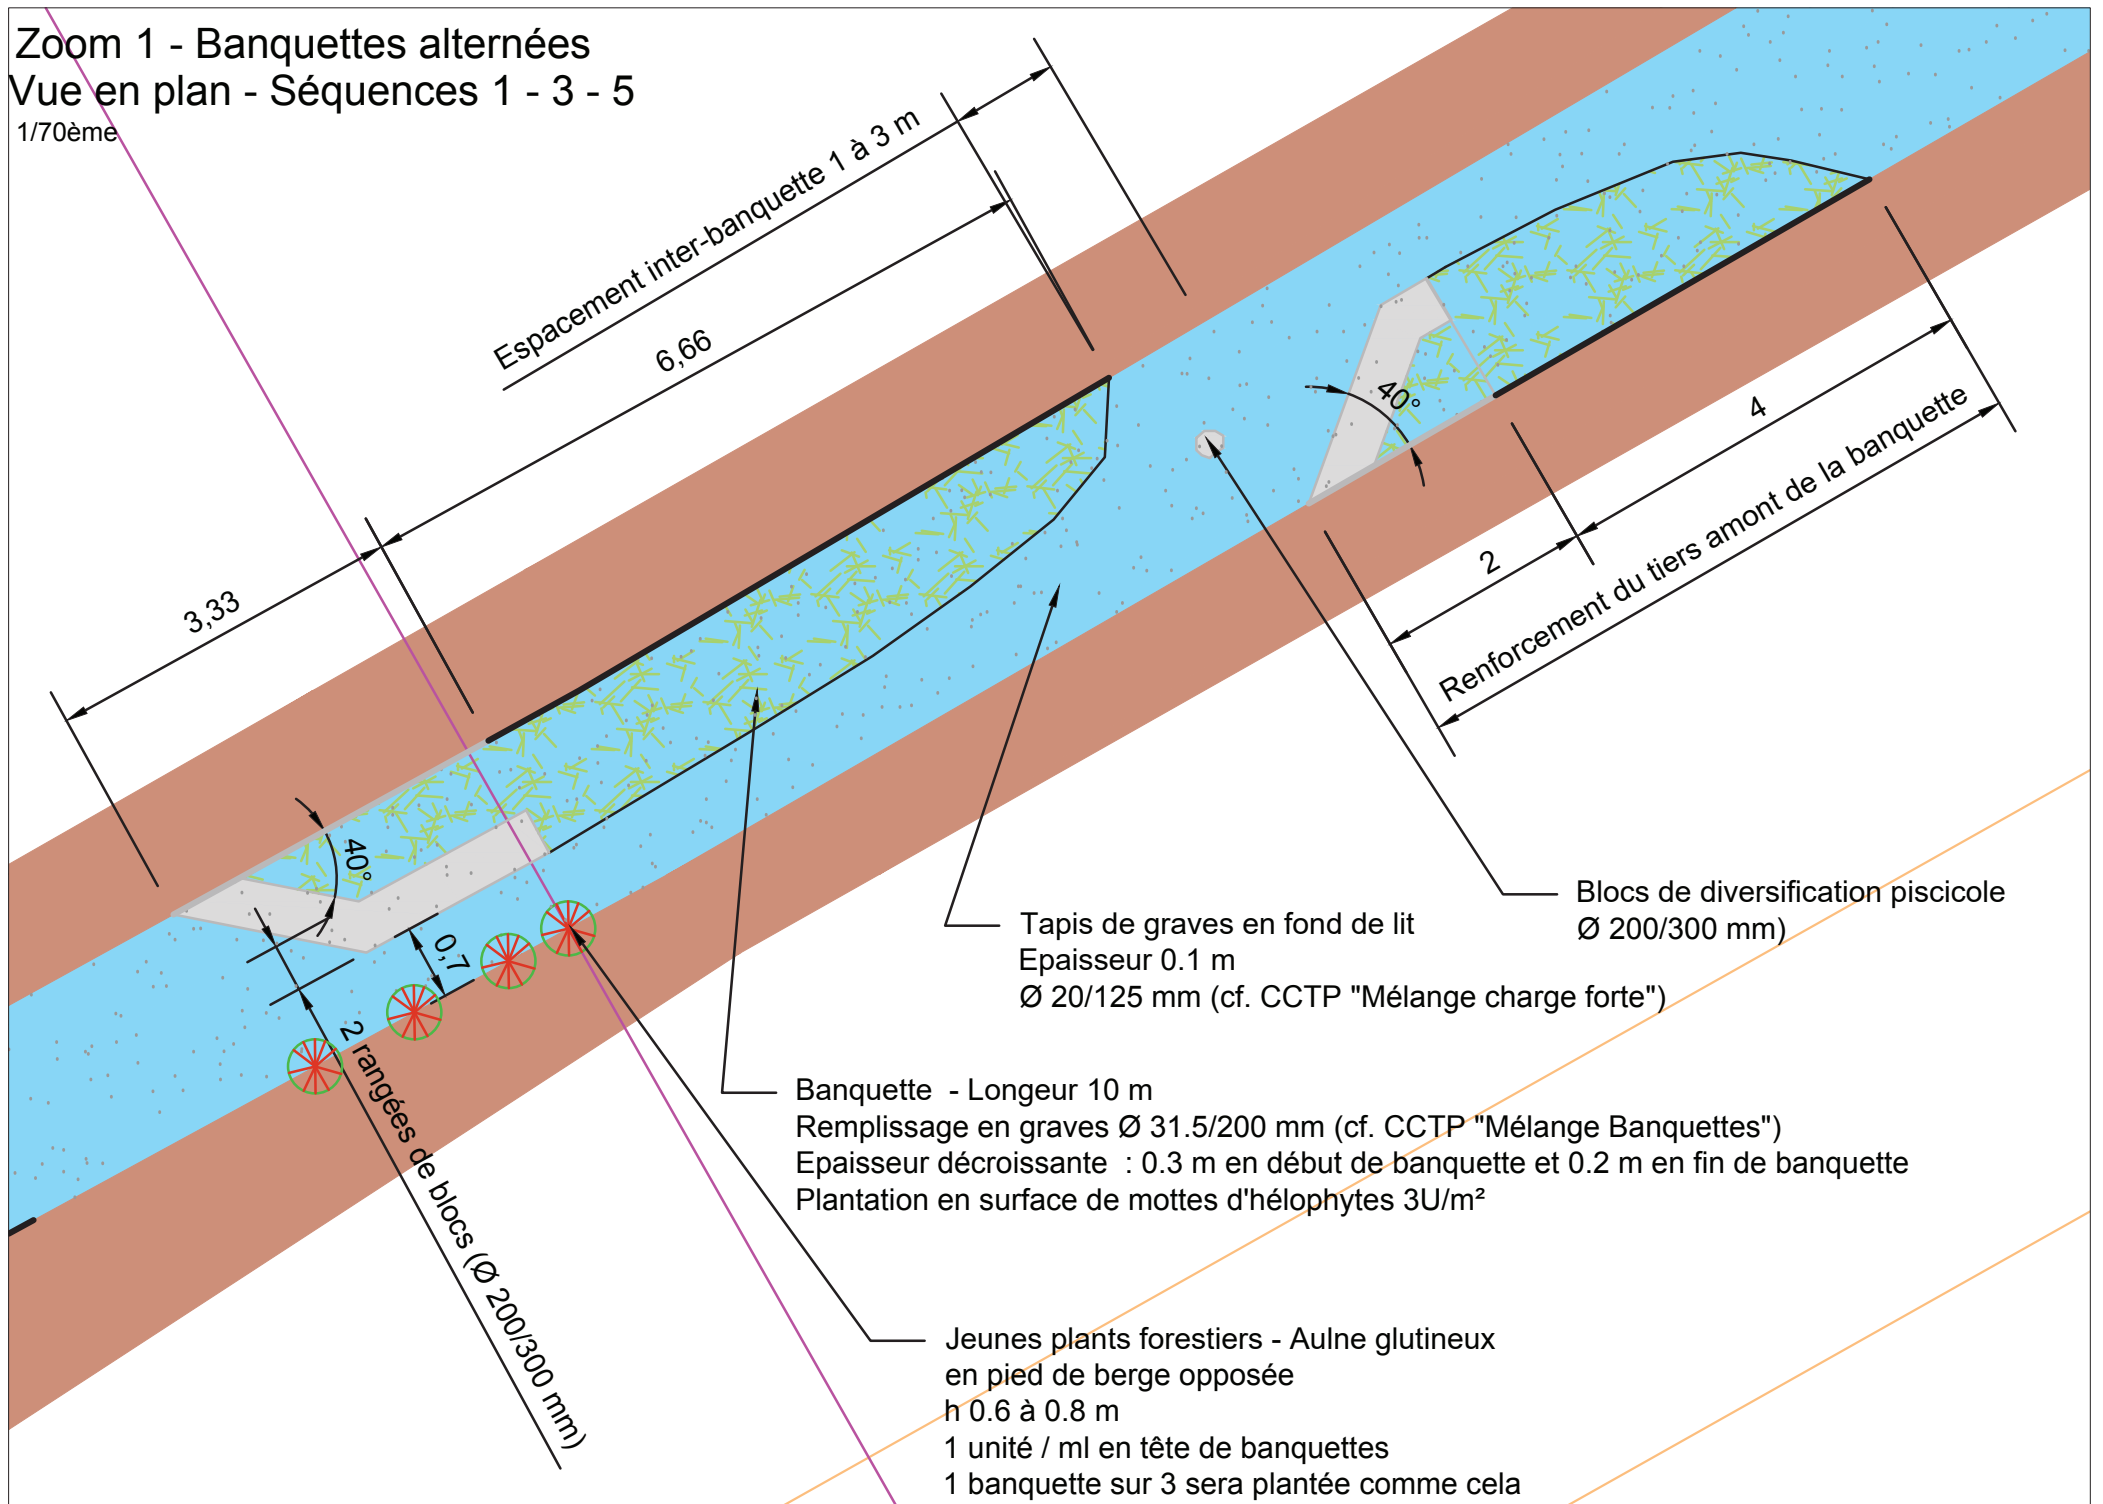 Zoom 1 - Banquettes alternées
Vue en plan - Séquences 1 - 3 - 5
1/70ème
Espacement inter-banquette 1 à 3 m
6,66
3,33
40°
40°
4
2
Renforcement du tiers amont de la banquette
0,7
2 rangées de blocs (Ø 200/300 mm)
Blocs de diversification piscicole
Ø 200/300 mm)
Tapis de graves en fond de lit
Epaisseur 0.1 m
Ø 20/125 mm (cf. CCTP "Mélange charge forte")
Banquette - Longeur 10 m
Remplissage en graves Ø 31.5/200 mm (cf. CCTP "Mélange Banquettes")
Epaisseur décroissante : 0.3 m en début de banquette et 0.2 m en fin de banquette
Plantation en surface de mottes d'hélophytes 3U/m²
Jeunes plants forestiers - Aulne glutineux
en pied de berge opposée
h 0.6 à 0.8 m
1 unité / ml en tête de banquettes
1 banquette sur 3 sera plantée comme cela